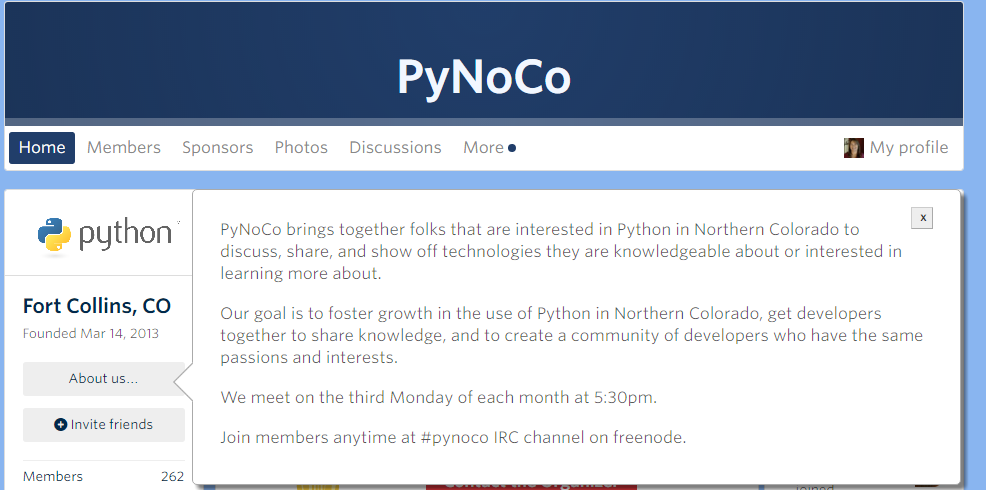 PyNoCo
Home Members Sponsors Photos Discussions More My profile
python
Fort Collins, CO
Founded Mar 14, 2013
About us...
Invite friends
Members 262
x
PyNoCo brings together folks that are interested in Python in Northern Colorado to
discuss, share, and show off technologies they are knowledgeable about or interested in
learning more about.
Our goal is to foster growth in the use of Python in Northern Colorado, get developers
together to share knowledge, and to create a community of developers who have the same
passions and interests.
We meet on the third Monday of each month at 5:30pm.
Join members anytime at #pynoco IRC channel on freenode.
Contact the Organizer